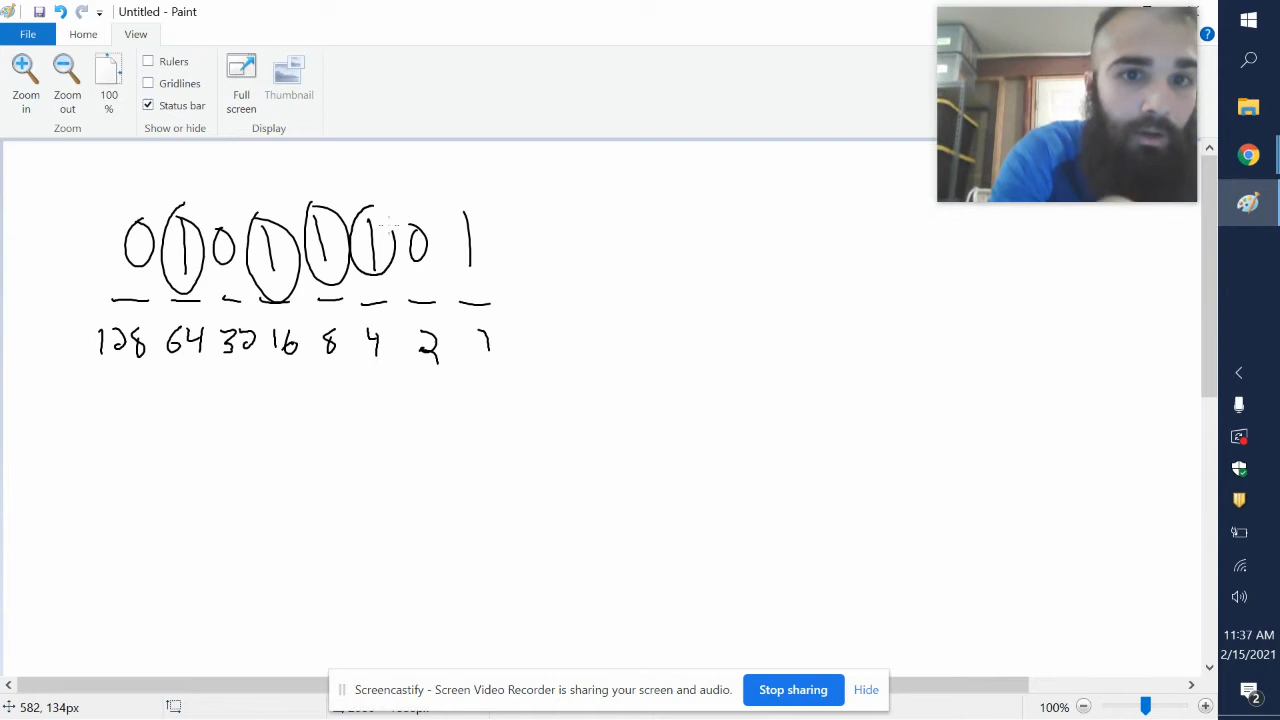 Untitled - Paint
File Home View
Zoom in
Zoom out
100 %
Rulers
Gridlines
Status bar
Full screen
Thumbnail
Zoom
Show or hide
Display
0 1 0 1 1 1 0 1
128 64 32 16 8 4 2 1
Screencastify - Screen Video Recorder is sharing your screen and audio.
Stop sharing
Hide
582, 134px
100%
11:37 AM
2/15/2021
2